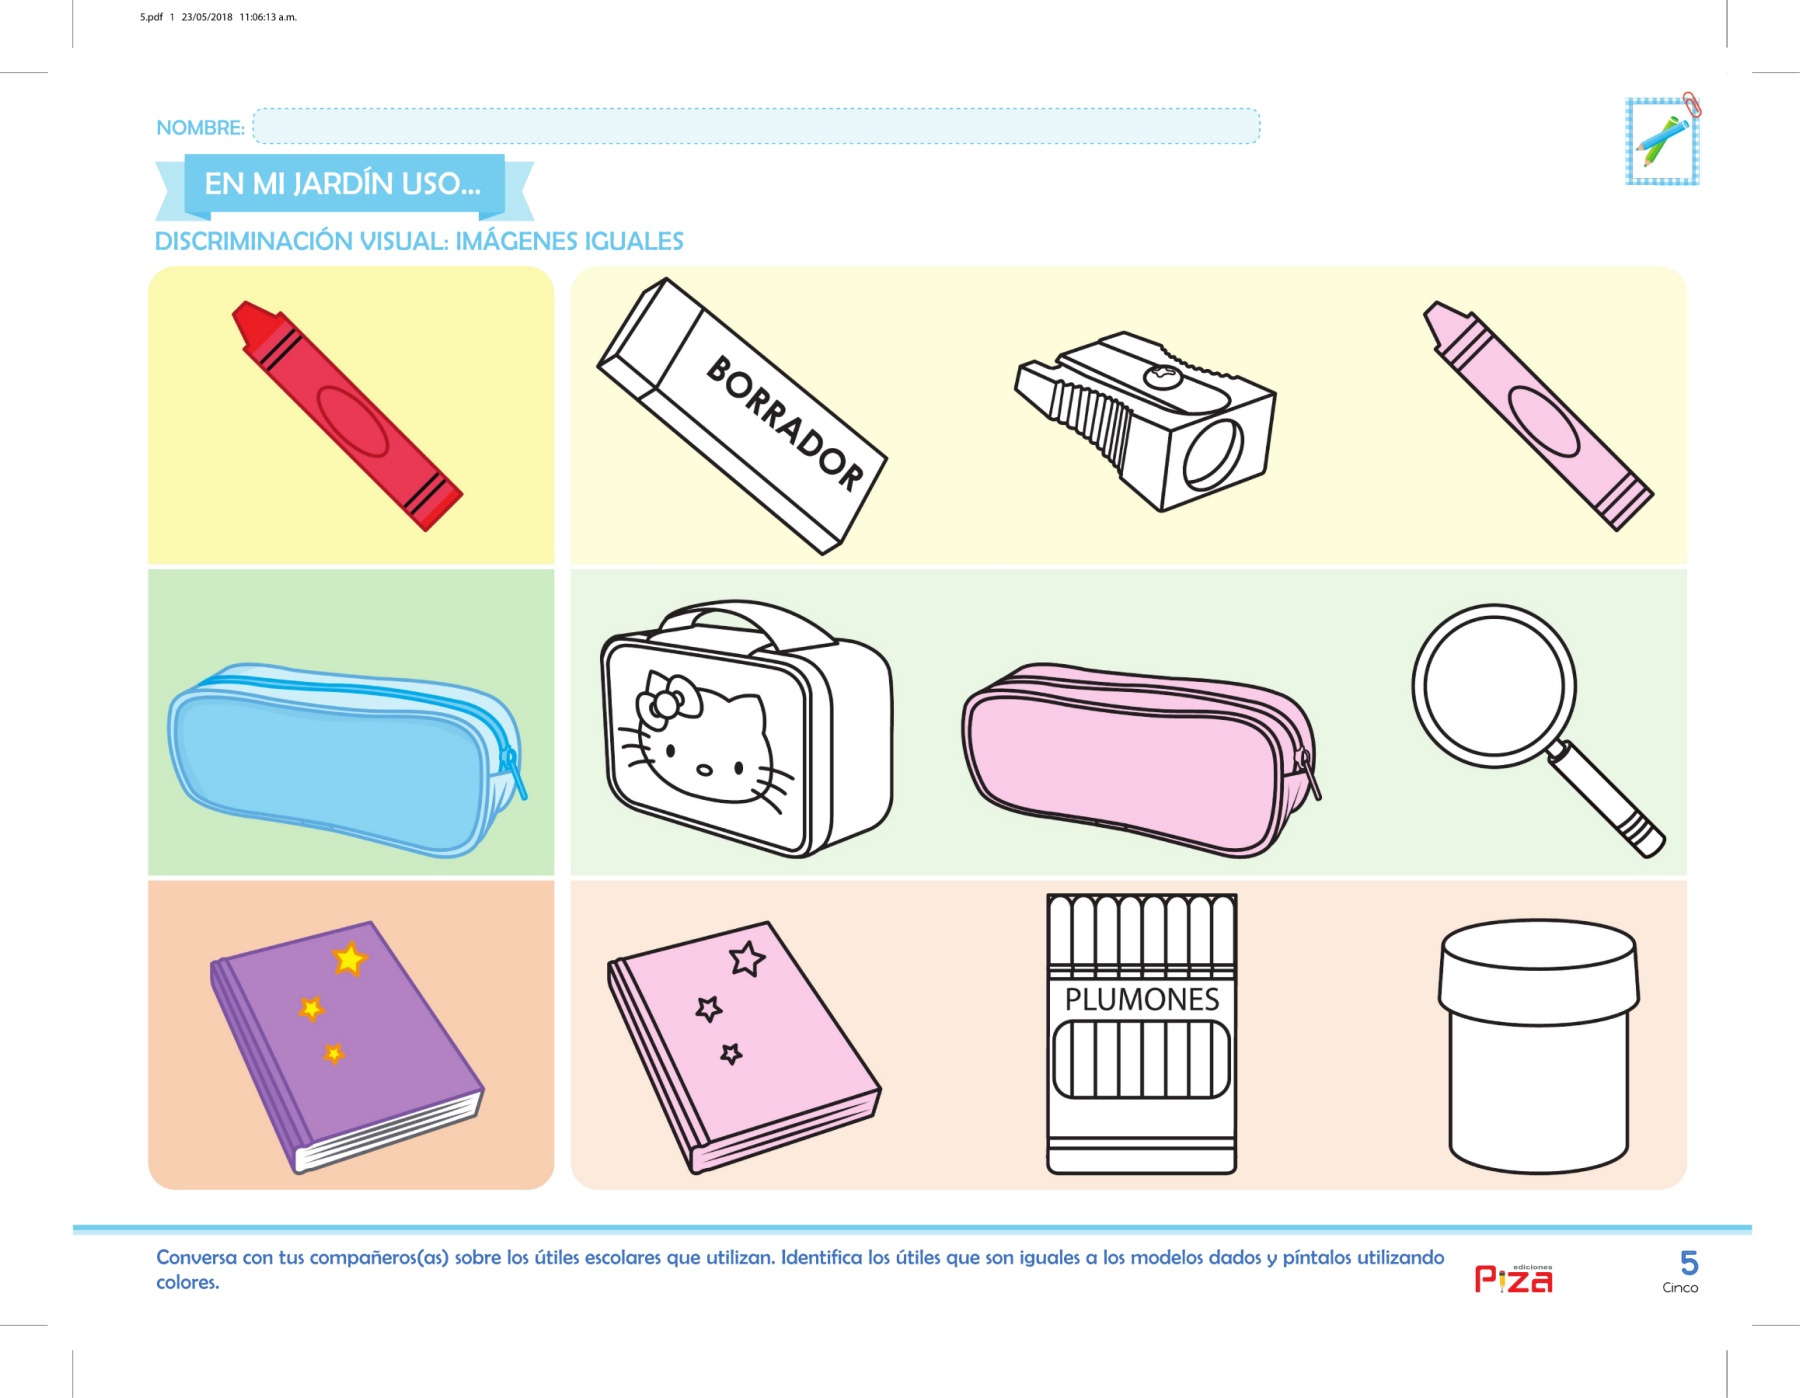 5.pdf 1 23/05/2018 11:06:13 a.m.
NOMBRE:
EN MI JARDÍN USO...
DISCRIMINACIÓN VISUAL: IMÁGENES IGUALES
BORRADOR
PLUMONES
Conversa con tus compañeros(as) sobre los útiles escolares que utilizan. Identifica los útiles que son iguales a los modelos dados y píntalos utilizando
colores.
ediciones
Piza
5
Cinco